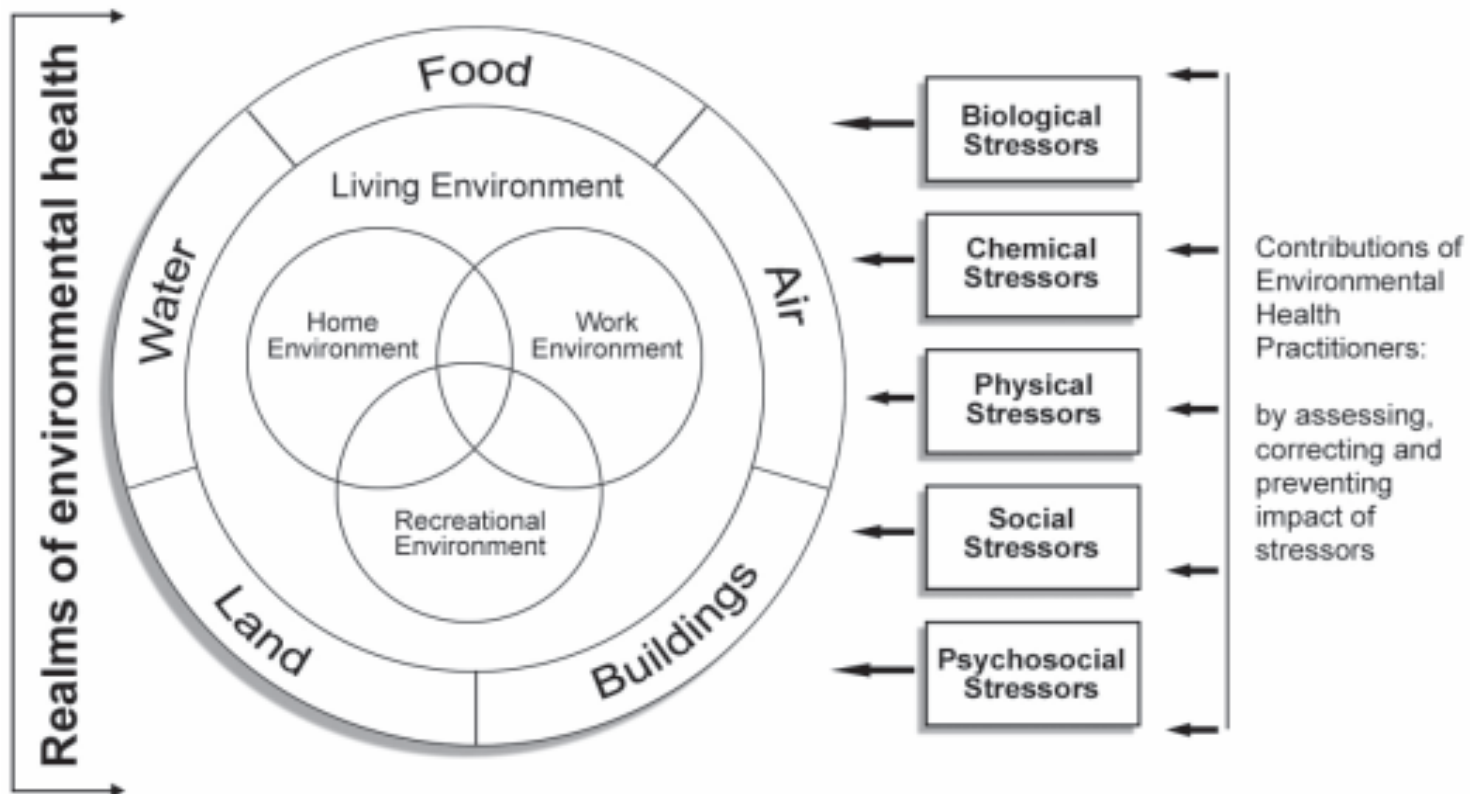 Realms of environmental health
Food
Water
Air
Land
Buildings
Living Environment
Home
Environment
Work
Environment
Recreational
Environment
Biological
Stressors
Chemical
Stressors
Physical
Stressors
Social
Stressors
Psychosocial
Stressors
Contributions of
Environmental
Health
Practitioners:
by assessing,
correcting and
preventing
impact of
stressors